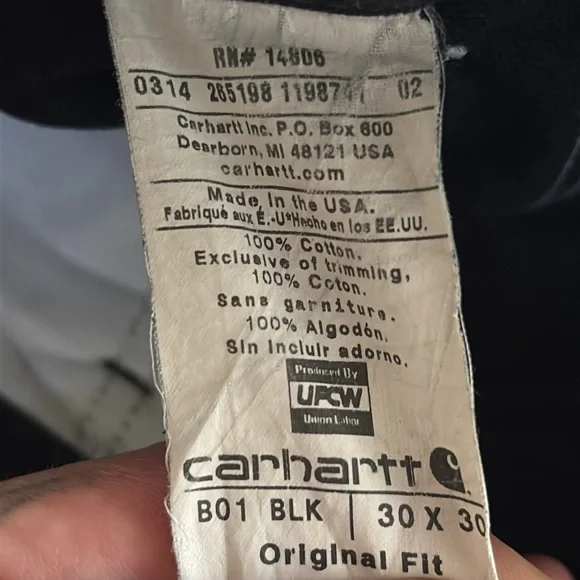 RN# 14806
0314 265198 119874 02
Carhartt Inc. P.O. Box 600
Dearborn, MI 48121 USA
carhartt.com
Made in the USA.
Fabriqué aux É.-U*Hecho en los EE.UU.
100% Cotton.
Exclusive of trimming,
100% Coton.
Sans garniture.
100% Algodón.
Sin incluir adorno.
Produced By
UFCW
Union Labor
carhartt
B01 BLK | 30 X 30
Original Fit